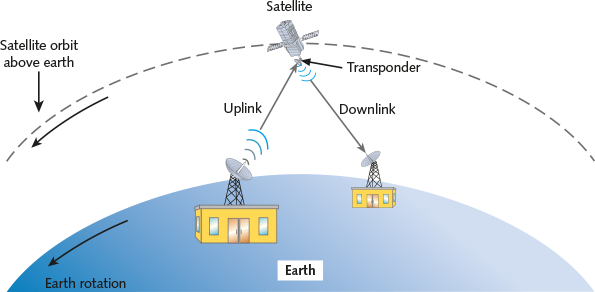 Satellite
Satellite orbit
above earth
Transponder
Uplink
Downlink
Earth
Earth rotation